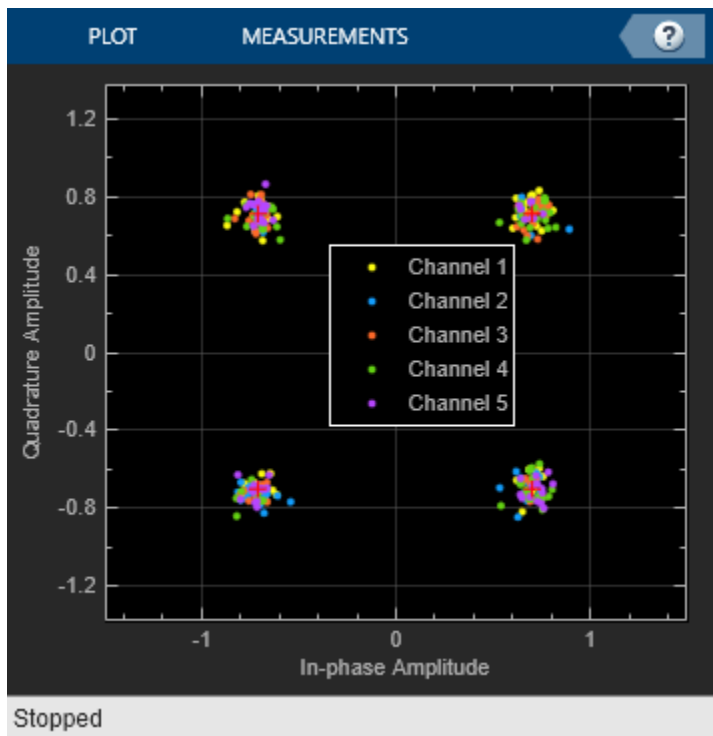 PLOT MEASUREMENTS ?
1.2
0.8
0.4
0
-0.4
-0.8
-1.2
Quadrature Amplitude
Channel 1
Channel 2
Channel 3
Channel 4
Channel 5
-1 0 1
In-phase Amplitude
Stopped